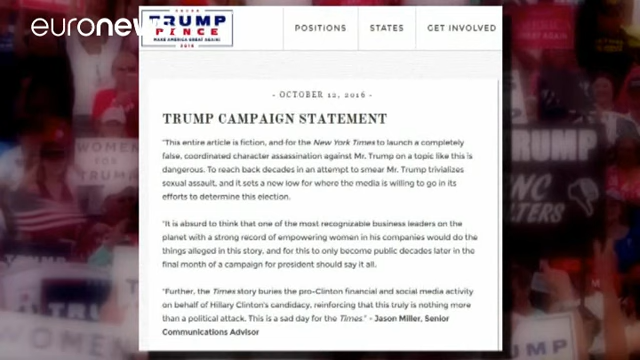 euronew
TRUMP
PENCE
MAKE AMERICA GREAT AGAIN!
2016
POSITIONS
STATES
GET INVOLVED
- OCTOBER 12, 2016 -
TRUMP CAMPAIGN STATEMENT
"This entire article is fiction, and for the New York Times to launch a completely
false, coordinated character assassination against Mr. Trump on a topic like this is
dangerous. To reach back decades in an attempt to smear Mr. Trump trivializes
sexual assault, and it sets a new low for where the media is willing to go in its
efforts to determine this election.
"It is absurd to think that one of the most recognizable business leaders on the
planet with a strong record of empowering women in his companies would do the
things alleged in this story, and for this to only become public decades later in the
final month of a campaign for president should say it all.
"Further, the Times story buries the pro-Clinton financial and social media activity
on behalf of Hillary Clinton's candidacy, reinforcing that this truly is nothing more
than a political attack. This is a sad day for the Times." - Jason Miller, Senior
Communications Advisor
WOMEN
FOR
TRUMP
TRUMP
TRUMP